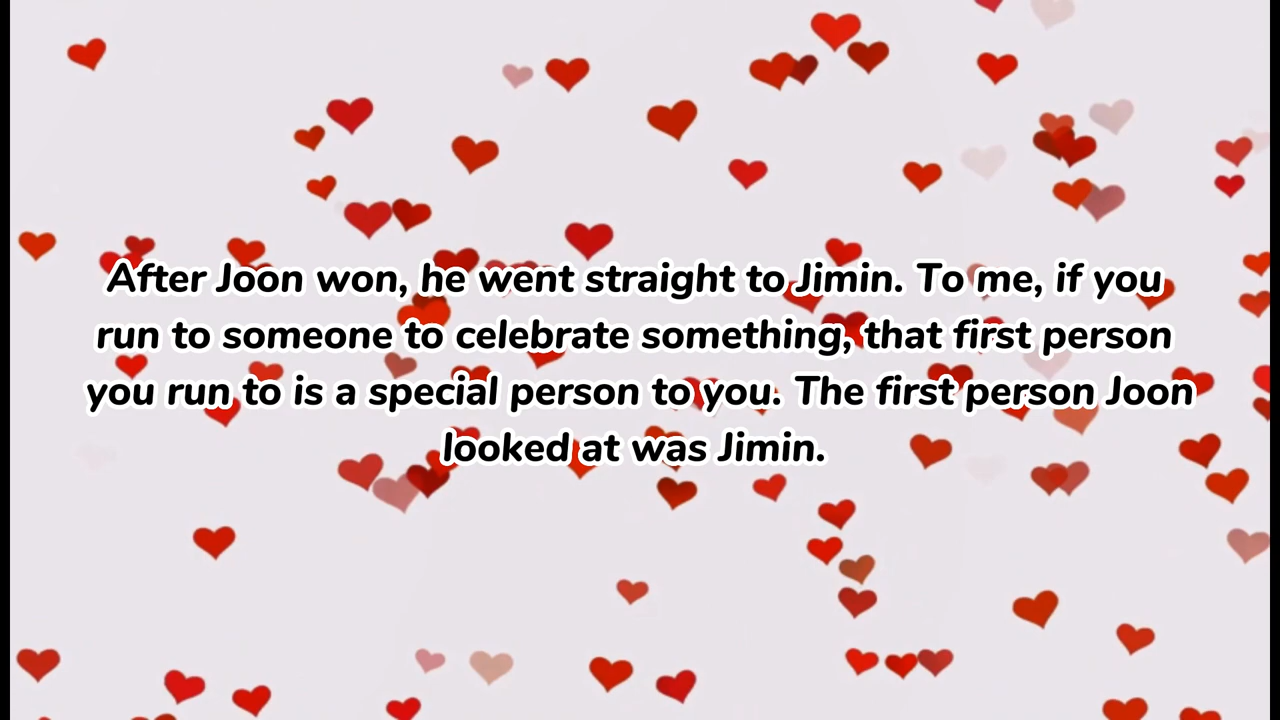 After Joon won, he went straight to Jimin. To me, if you
run to someone to celebrate something, that first person
you run to is a special person to you. The first person Joon
looked at was Jimin.